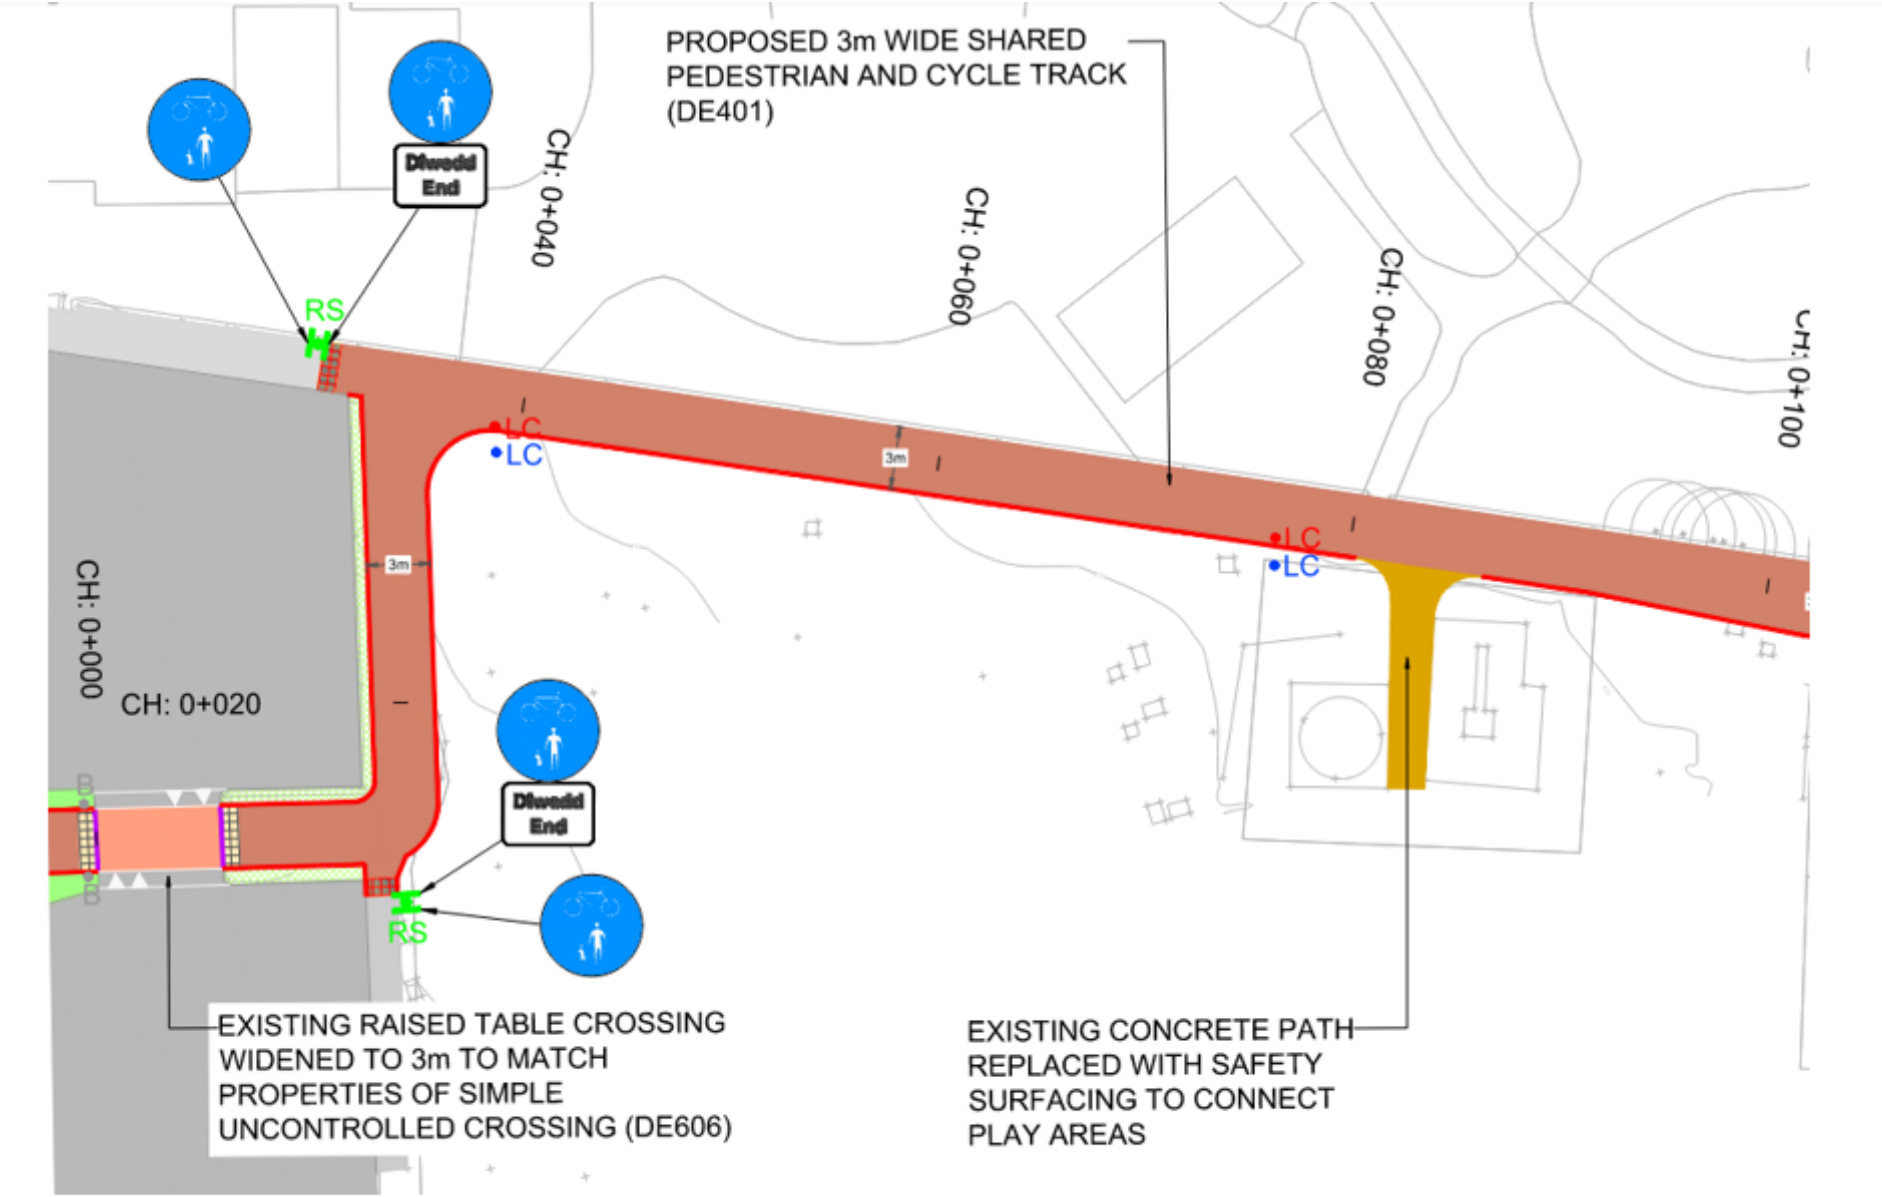 PROPOSED 3m WIDE SHARED
PEDESTRIAN AND CYCLE TRACK
(DE401)
Diwedd
End
CH: 0+040
CH: 0+060
CH: 0+080
CH: 0+100
RS
LC
LC
3m
LC
LC
3m
CH: 0+000
CH: 0+020
B
B
Diwedd
End
RS
EXISTING RAISED TABLE CROSSING
WIDENED TO 3m TO MATCH
PROPERTIES OF SIMPLE
UNCONTROLLED CROSSING (DE606)
EXISTING CONCRETE PATH
REPLACED WITH SAFETY
SURFACING TO CONNECT
PLAY AREAS